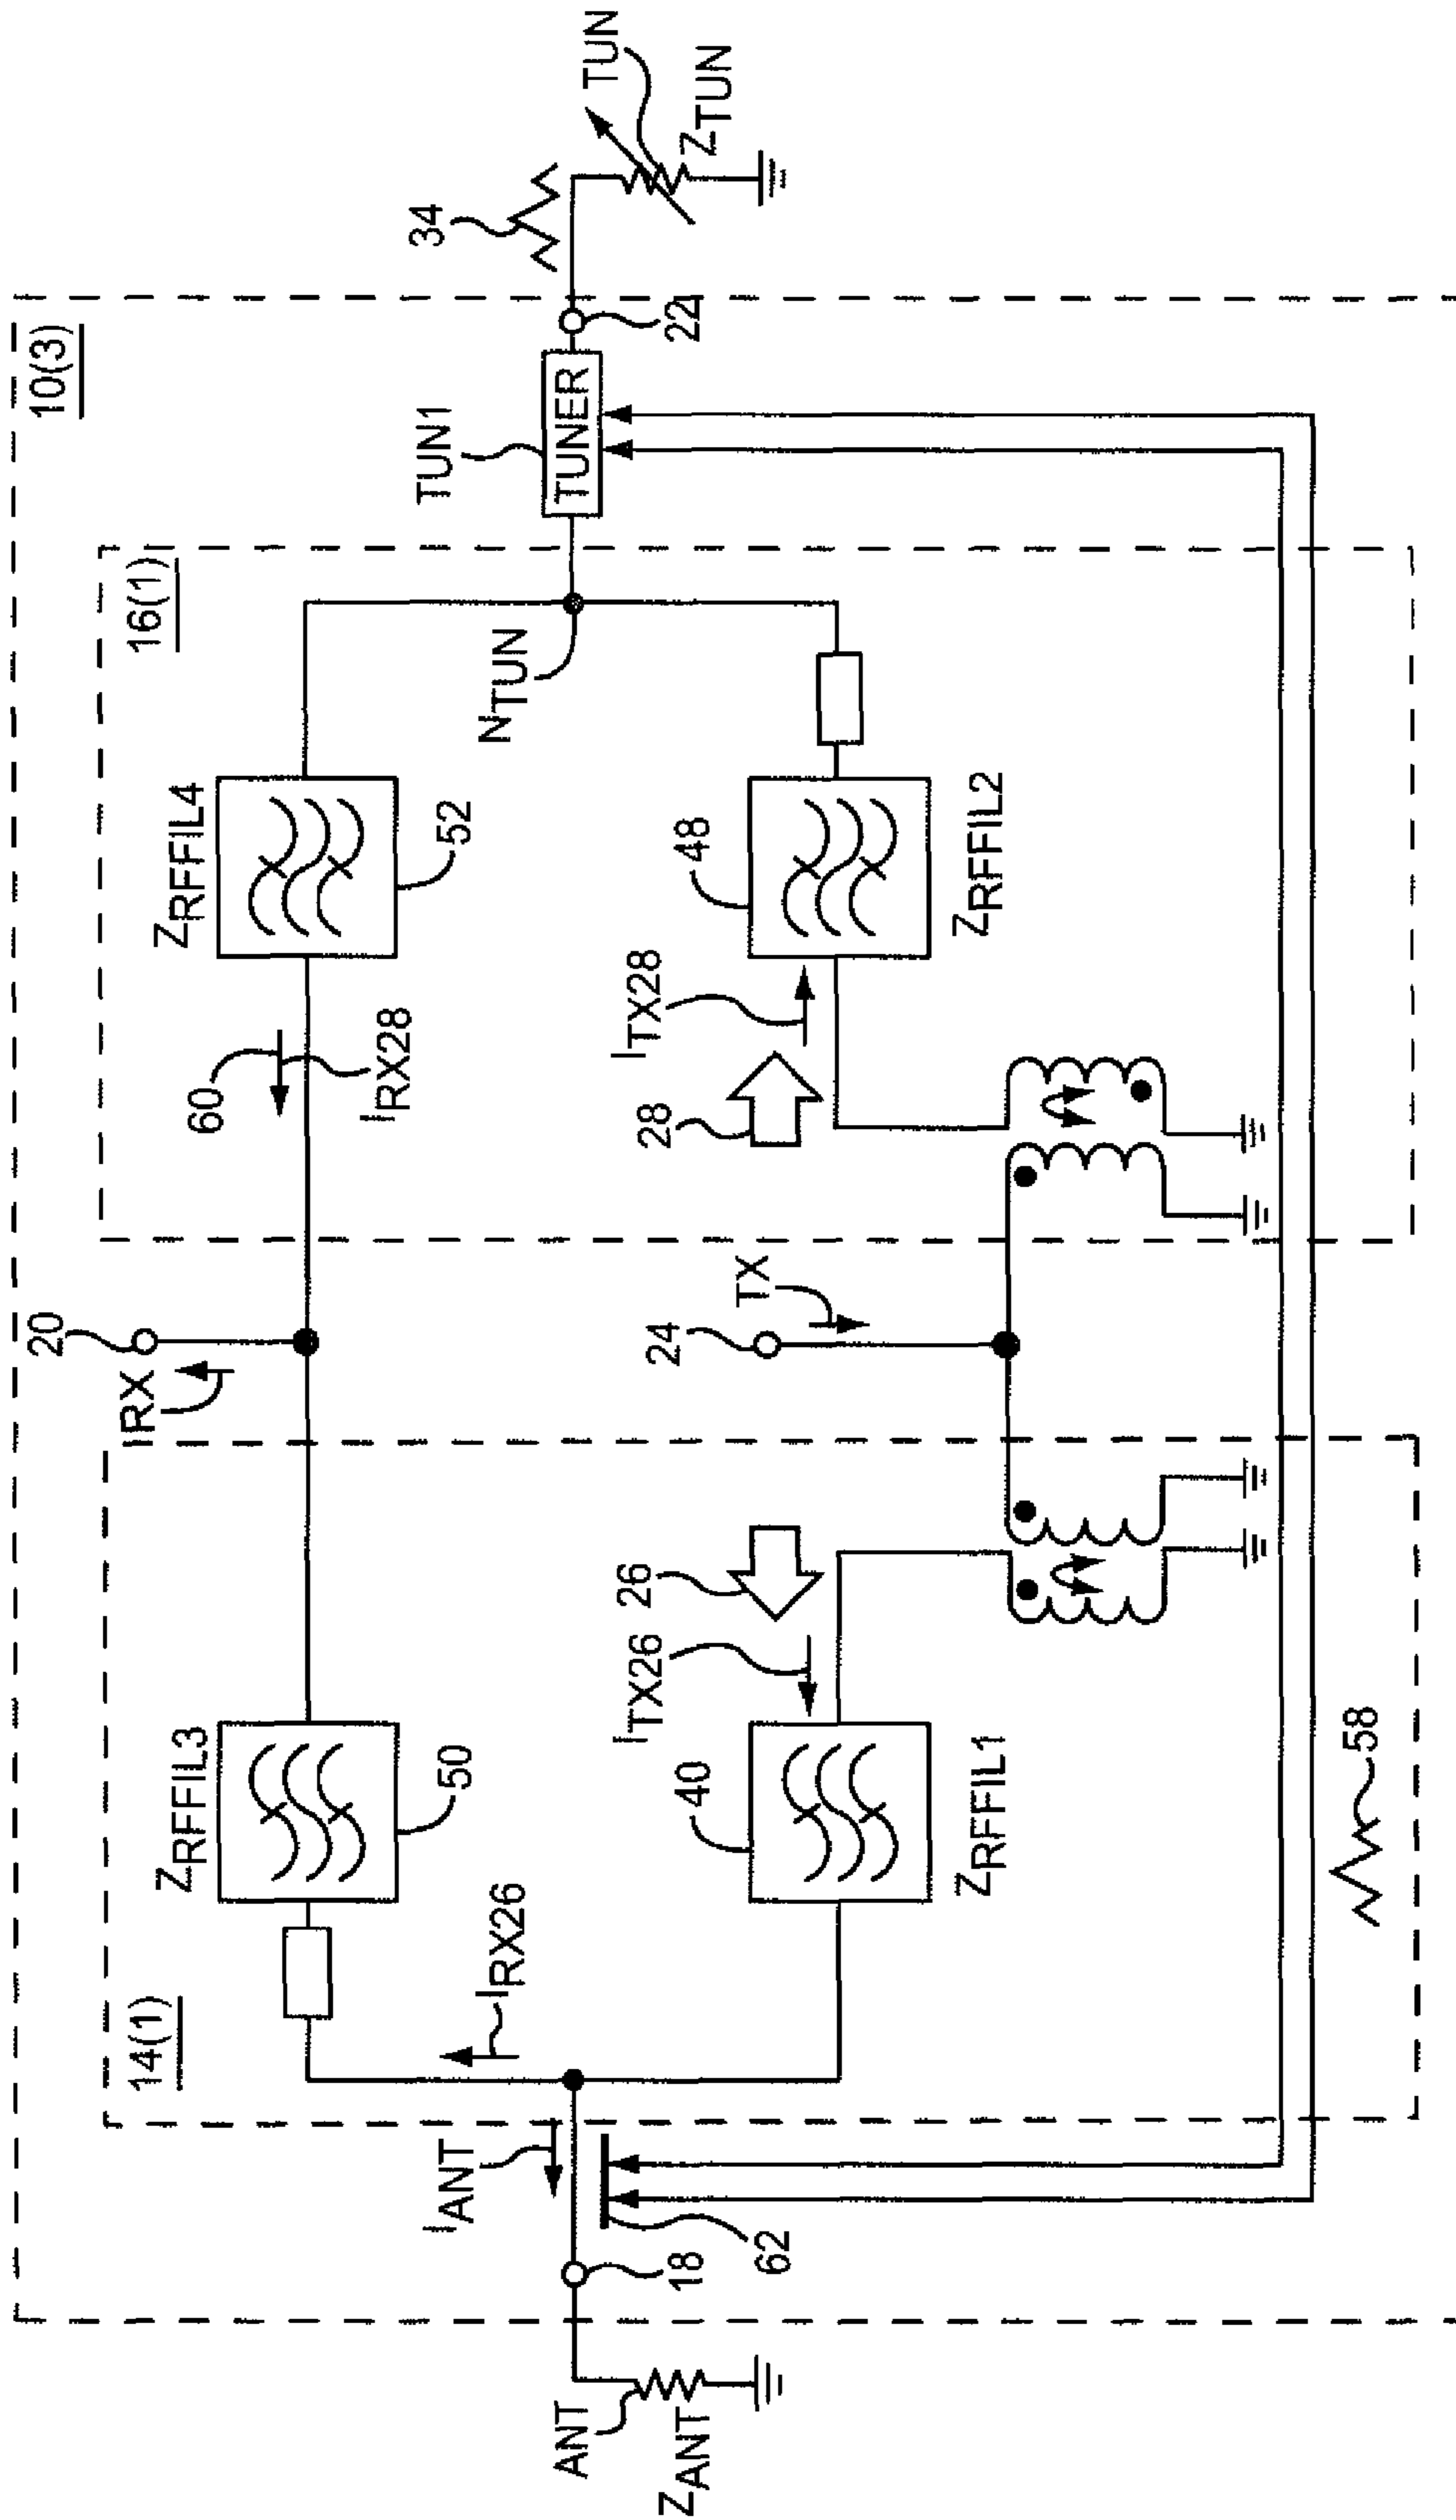 10(3)
14(1)
16(1)
20
IRX
ZRFFIL3
50
ZRFFIL4
52
60
IRX28
IRX26
IANT
62
18
ANT
ZANT
ITX26
26
40
ZRFFIL1
24
TX
28
ITX28
48
ZRFFIL2
NTUN
TUN1
TUNER
22
34
TUN
ZTUN
58